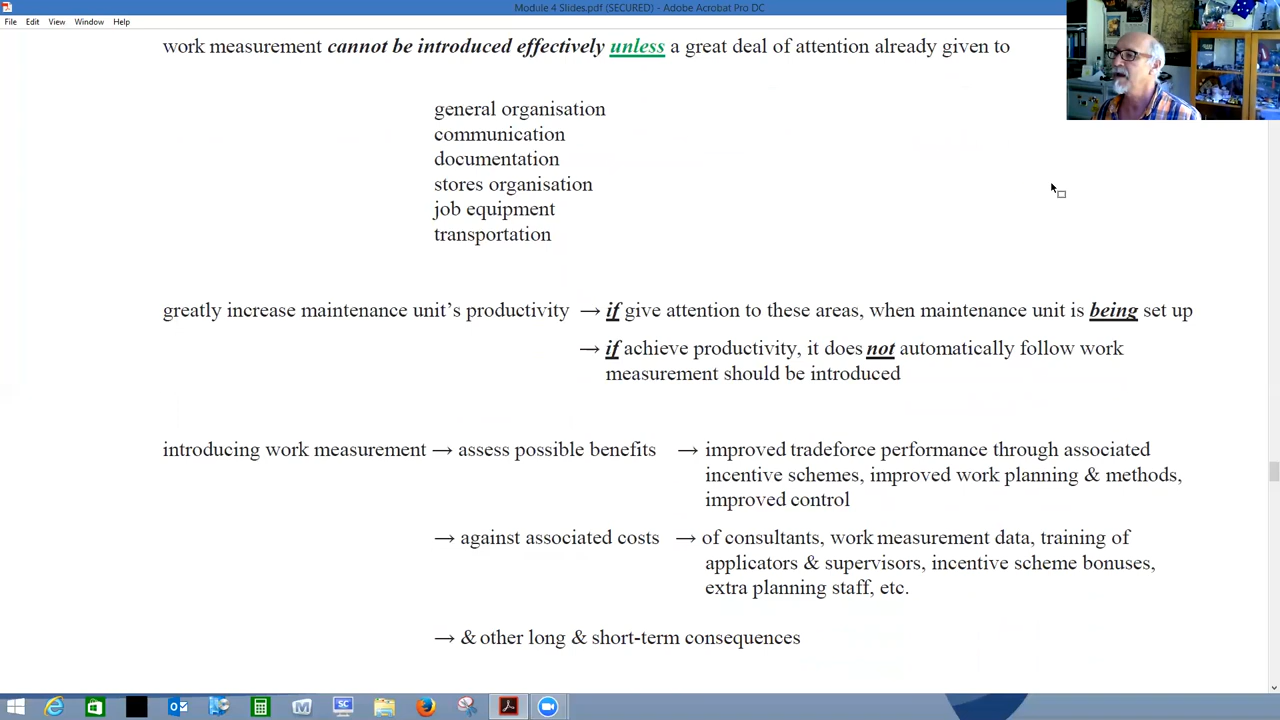 Module 4 Slides.pdf (SECURED) - Adobe Acrobat Pro DC
File Edit View Window Help
work measurement cannot be introduced effectively unless a great deal of attention already given to
general organisation
communication
documentation
stores organisation
job equipment
transportation
greatly increase maintenance unit's productivity → if give attention to these areas, when maintenance unit is being set up
→ if achieve productivity, it does not automatically follow work
measurement should be introduced
introducing work measurement → assess possible benefits → improved tradeforce performance through associated
incentive schemes, improved work planning & methods,
improved control
→ against associated costs → of consultants, work measurement data, training of
applicators & supervisors, incentive scheme bonuses,
extra planning staff, etc.
→ & other long & short-term consequences
SC